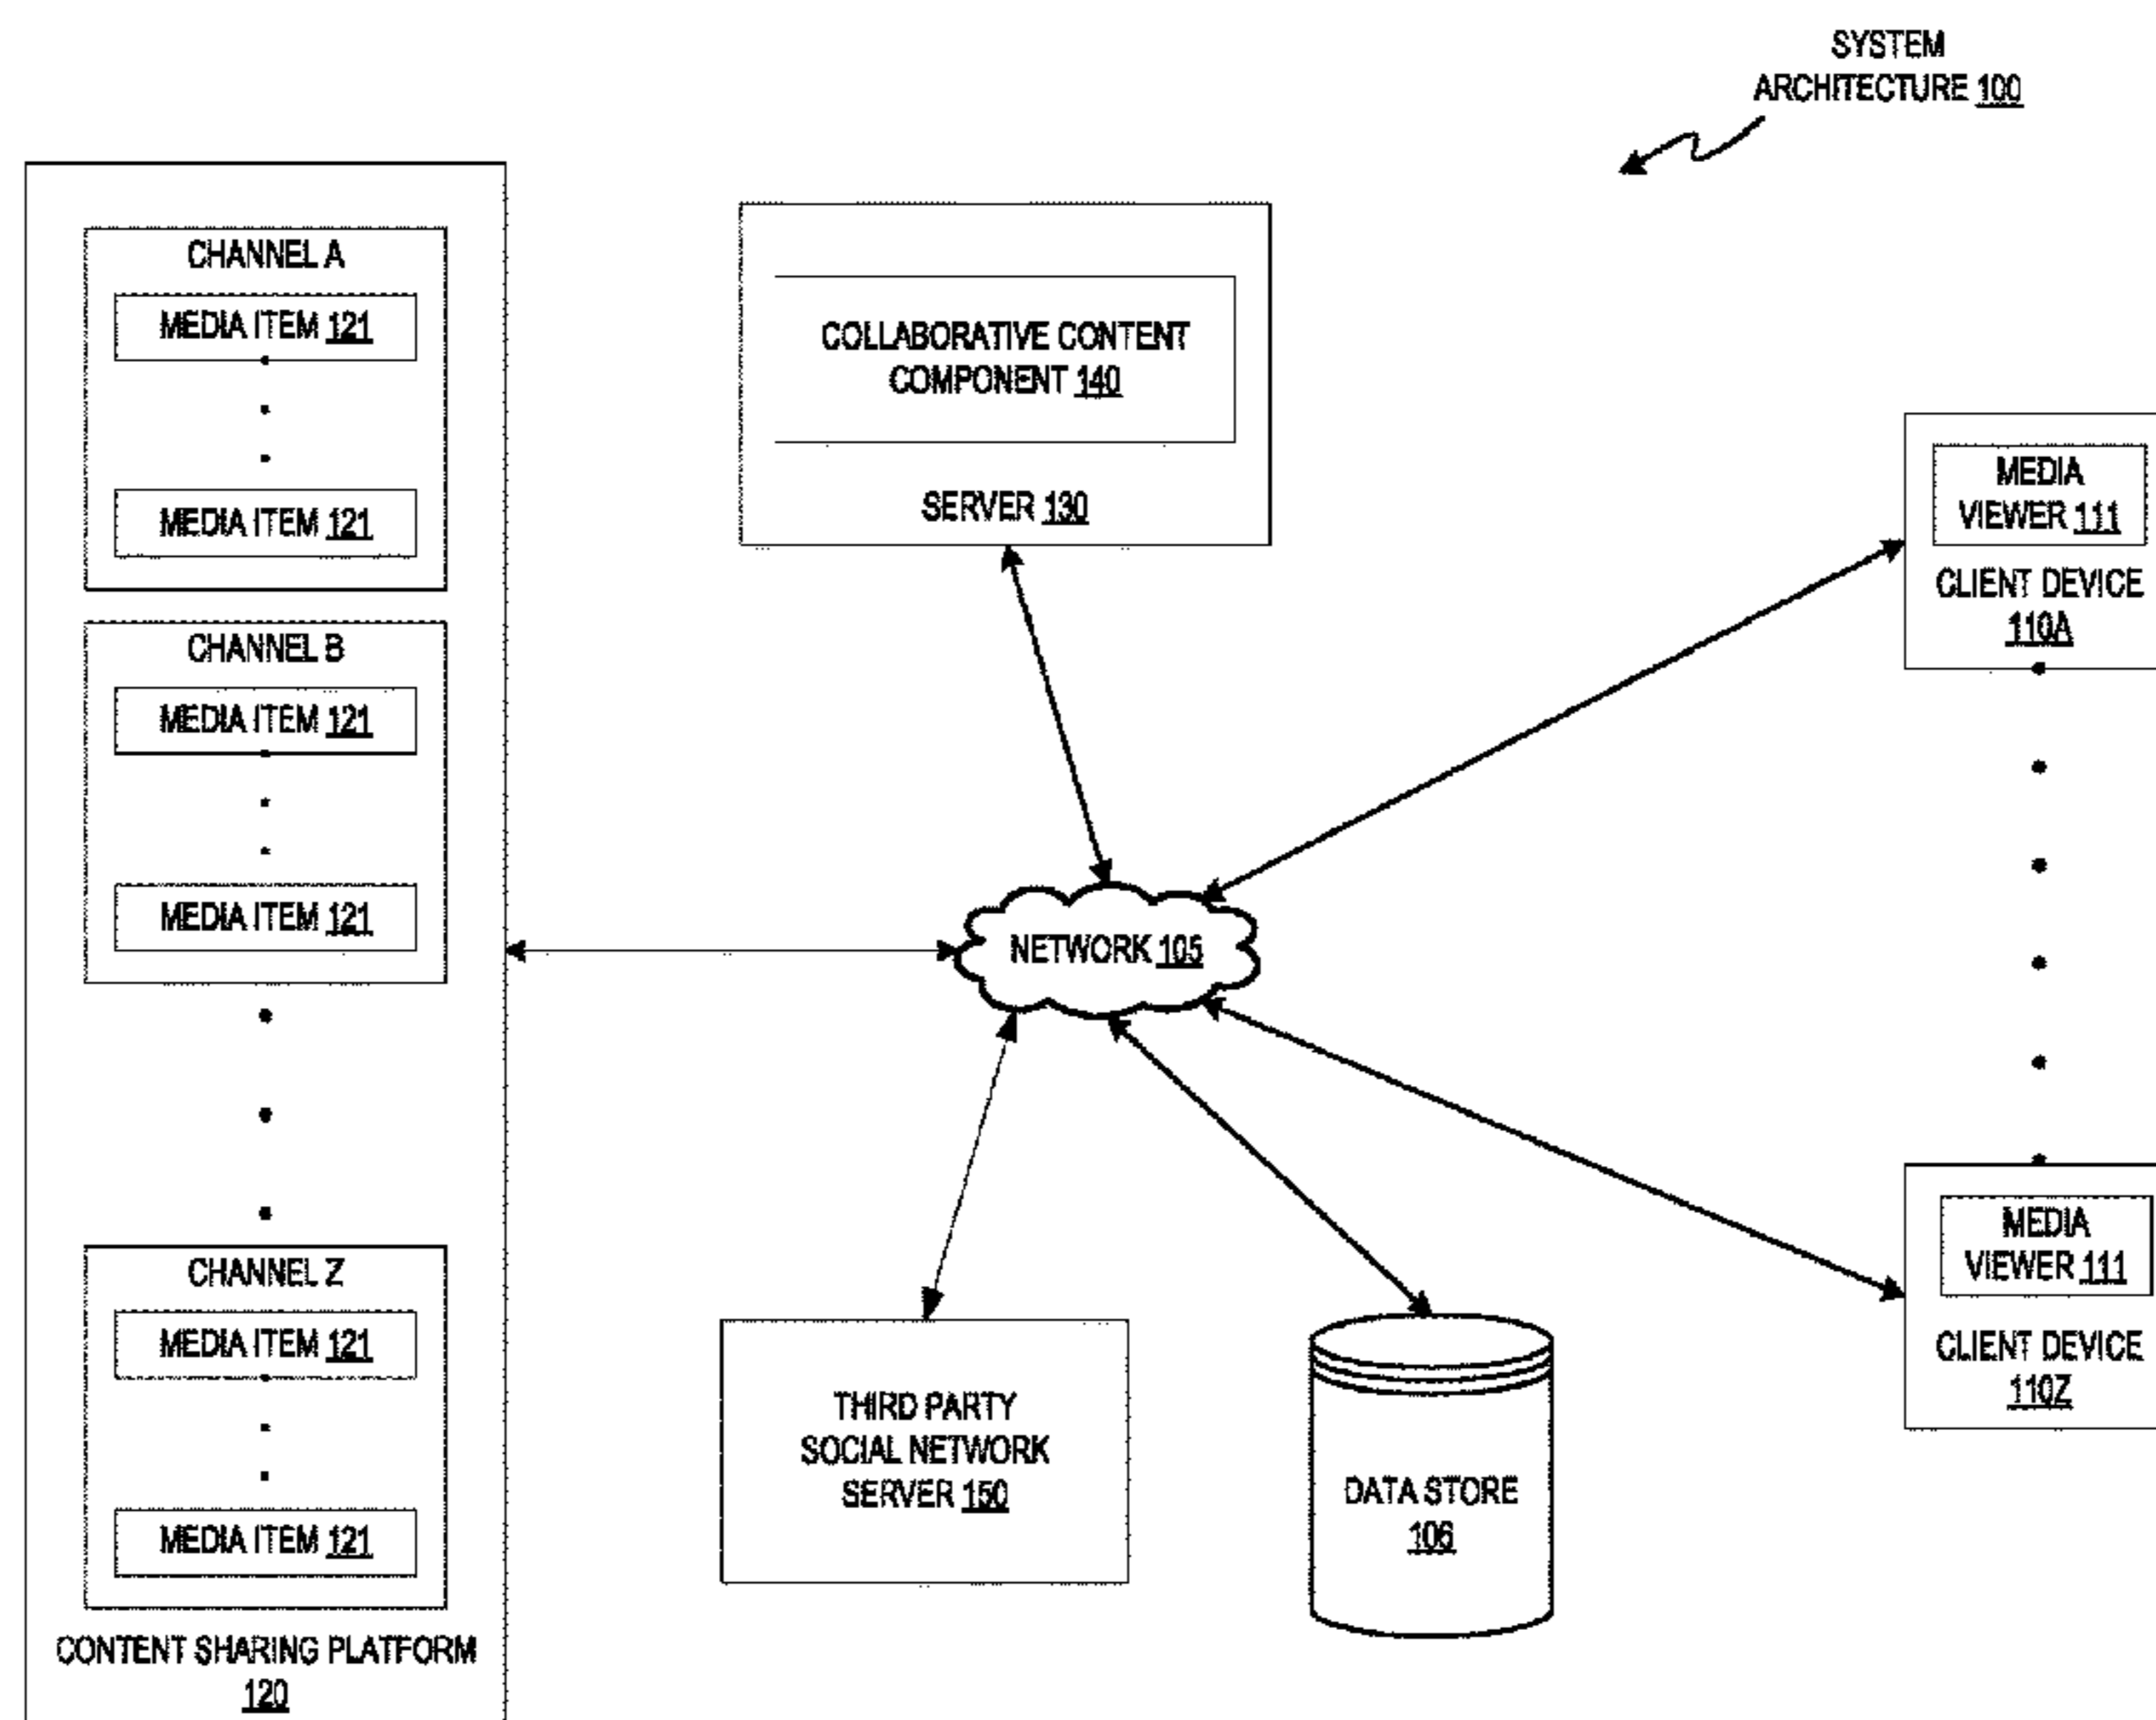 SYSTEM
ARCHITECTURE 100
CHANNEL A
MEDIA ITEM 121
MEDIA ITEM 121
CHANNEL B
MEDIA ITEM 121
MEDIA ITEM 121
CHANNEL Z
MEDIA ITEM 121
MEDIA ITEM 121
CONTENT SHARING PLATFORM
120
COLLABORATIVE CONTENT
COMPONENT 140
SERVER 130
NETWORK 105
THIRD PARTY
SOCIAL NETWORK
SERVER 150
DATA STORE
106
MEDIA
VIEWER 111
CLIENT DEVICE
110A
MEDIA
VIEWER 111
CLIENT DEVICE
110Z